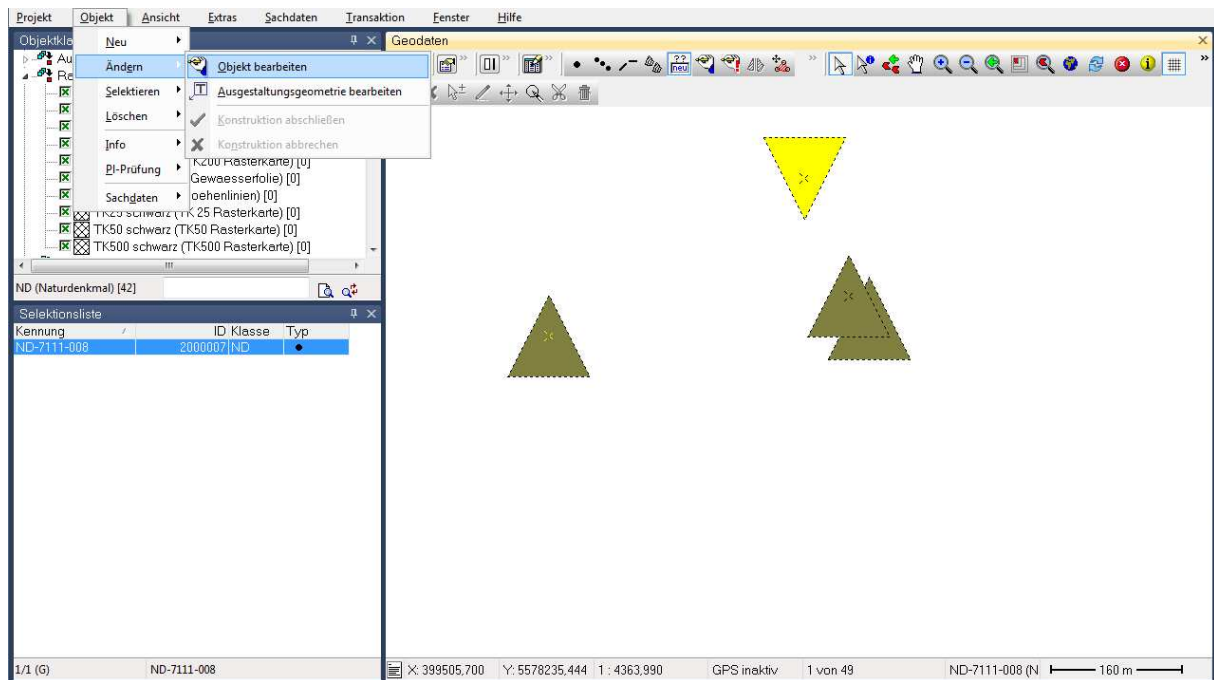 Projekt Objekt Ansicht Extras Sachdaten Transaktion Fenster Hilfe
Objektkla
Geodaten
Neu
Ändern
Selektieren
Löschen
Info
PI-Prüfung
Sachdaten
Objekt bearbeiten
Ausgestaltungsgeometrie bearbeiten
Konstruktion abschließen
Konstruktion abbrechen
Au
Re
K200 Rasterkarte) [0]
Gewaesserfolie) [0]
oehenlinien) [0]
TK25 schwarz (TK 25 Rasterkarte) [0]
TK50 schwarz (TK50 Rasterkarte) [0]
TK500 schwarz (TK500 Rasterkarte) [0]
ND (Naturdenkmal) [42]
Selektionsliste
Kennung ID Klasse Typ
ND-7111-008 2000007 ND
1/1 (G) ND-7111-008
X: 399505,700 Y: 5578235,444 1 : 4363,990 GPS inaktiv 1 von 49 ND-7111-008 (N 160 m
??
neu